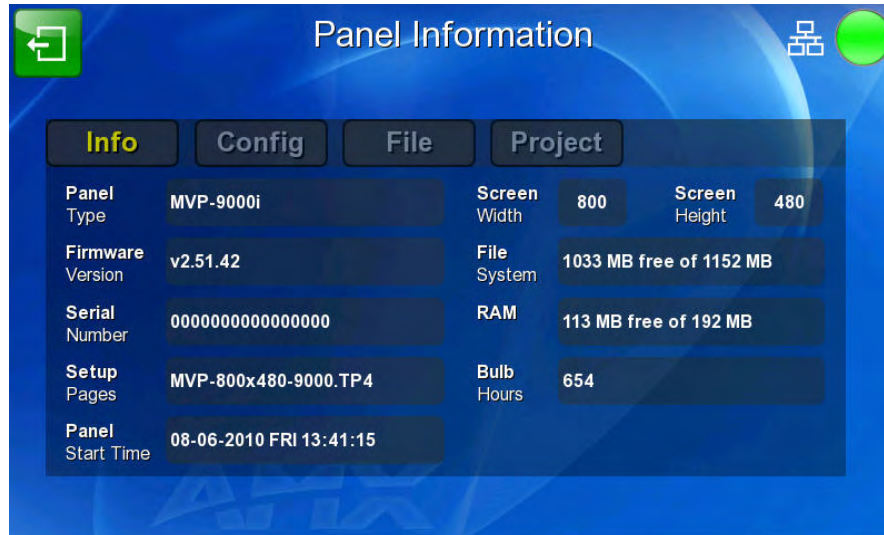 Panel Information
Info Config File Project
Panel Type MVP-9000i Screen Width 800 Screen Height 480
Firmware Version v2.51.42 File System 1033 MB free of 1152 MB
Serial Number 0000000000000000 RAM 113 MB free of 192 MB
Setup Pages MVP-800x480-9000.TP4 Bulb Hours 654
Panel Start Time 08-06-2010 FRI 13:41:15
AMX